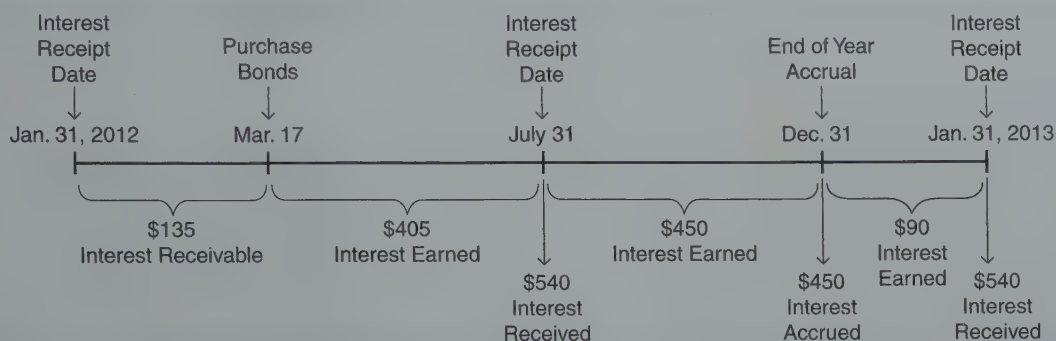 Interest
Receipt
Date
Purchase
Bonds
Interest
Receipt
Date
End of Year
Accrual
Interest
Receipt
Date
Jan. 31, 2012
Mar. 17
July 31
Dec. 31
Jan. 31, 2013
$135
Interest Receivable
$405
Interest Earned
$540
Interest
Received
$450
Interest Earned
$450
Interest
Accrued
$90
Interest
Earned
$540
Interest
Received